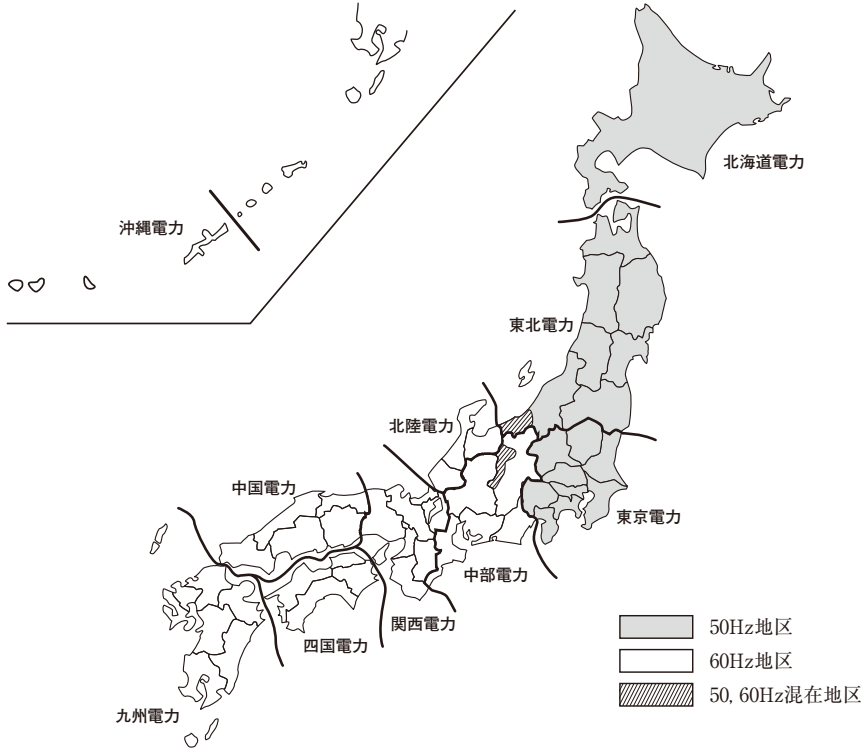 北海道電力
沖縄電力
東北電力
北陸電力
中国電力
東京電力
中部電力
関西電力
四国電力
九州電力
50Hz地区
60Hz地区
50, 60Hz混在地区